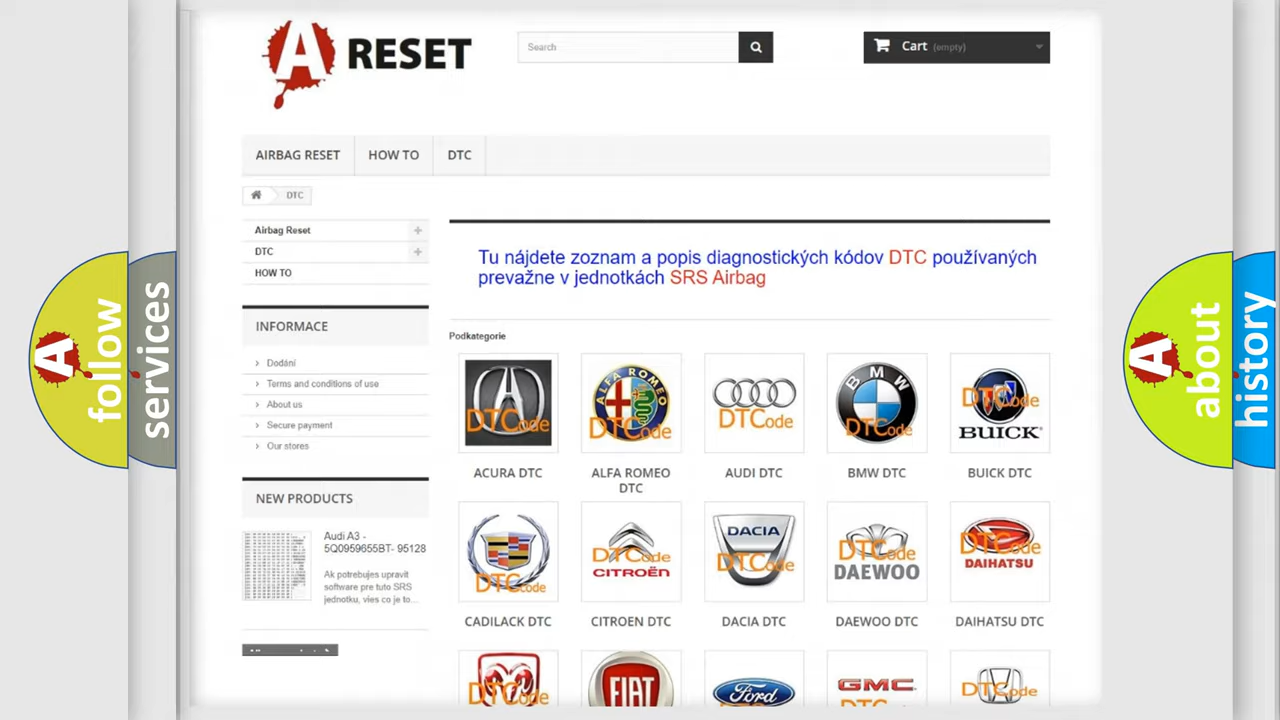 A RESET
Search
Cart (empty)
AIRBAG RESET
HOW TO
DTC
DTC
Airbag Reset
DTC
HOW TO
Tu nájdete zoznam a popis diagnostických kódov DTC používaných
prevažne v jednotkách SRS Airbag
INFORMACE
Dodání
Terms and conditions of use
About us
Secure payment
Our stores
NEW PRODUCTS
Audi A3 -
5Q0959655BT- 95128
Ak potrebujes upravit
software pre tuto SRS
jednotku, vies co je to...
Podkategorie
DTCode
ALFA ROMEO
DTCode
DTCode
BMW
DTCode
DTCode
BUICK
ACURA DTC
ALFA ROMEO
DTC
AUDI DTC
BMW DTC
BUICK DTC
DTCode
DTCode
CITROËN
DACIA
DTCode
DTCode
DAEWOO
DTCode
DAIHATSU
CADILACK DTC
CITROEN DTC
DACIA DTC
DAEWOO DTC
DAIHATSU DTC
DTCode
FIAT
Ford
GMC
DTCode
A follow
services
A about
history